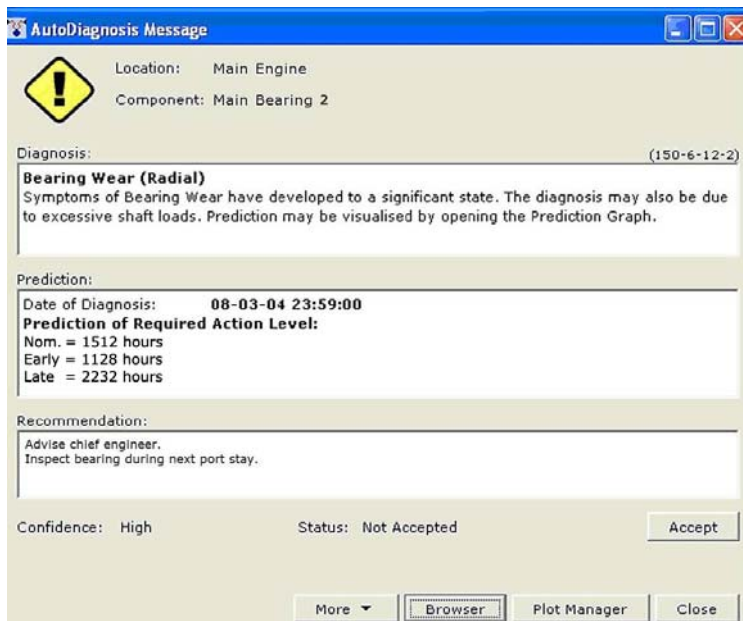 AutoDiagnosis Message
Location: Main Engine
Component: Main Bearing 2
Diagnosis: (150-6-12-2)
Bearing Wear (Radial)
Symptoms of Bearing Wear have developed to a significant state. The diagnosis may also be due
to excessive shaft loads. Prediction may be visualised by opening the Prediction Graph.
Prediction:
Date of Diagnosis: 08-03-04 23:59:00
Prediction of Required Action Level:
Nom. = 1512 hours
Early = 1128 hours
Late = 2232 hours
Recommendation:
Advise chief engineer.
Inspect bearing during next port stay.
Confidence: High Status: Not Accepted Accept
More Browser Plot Manager Close